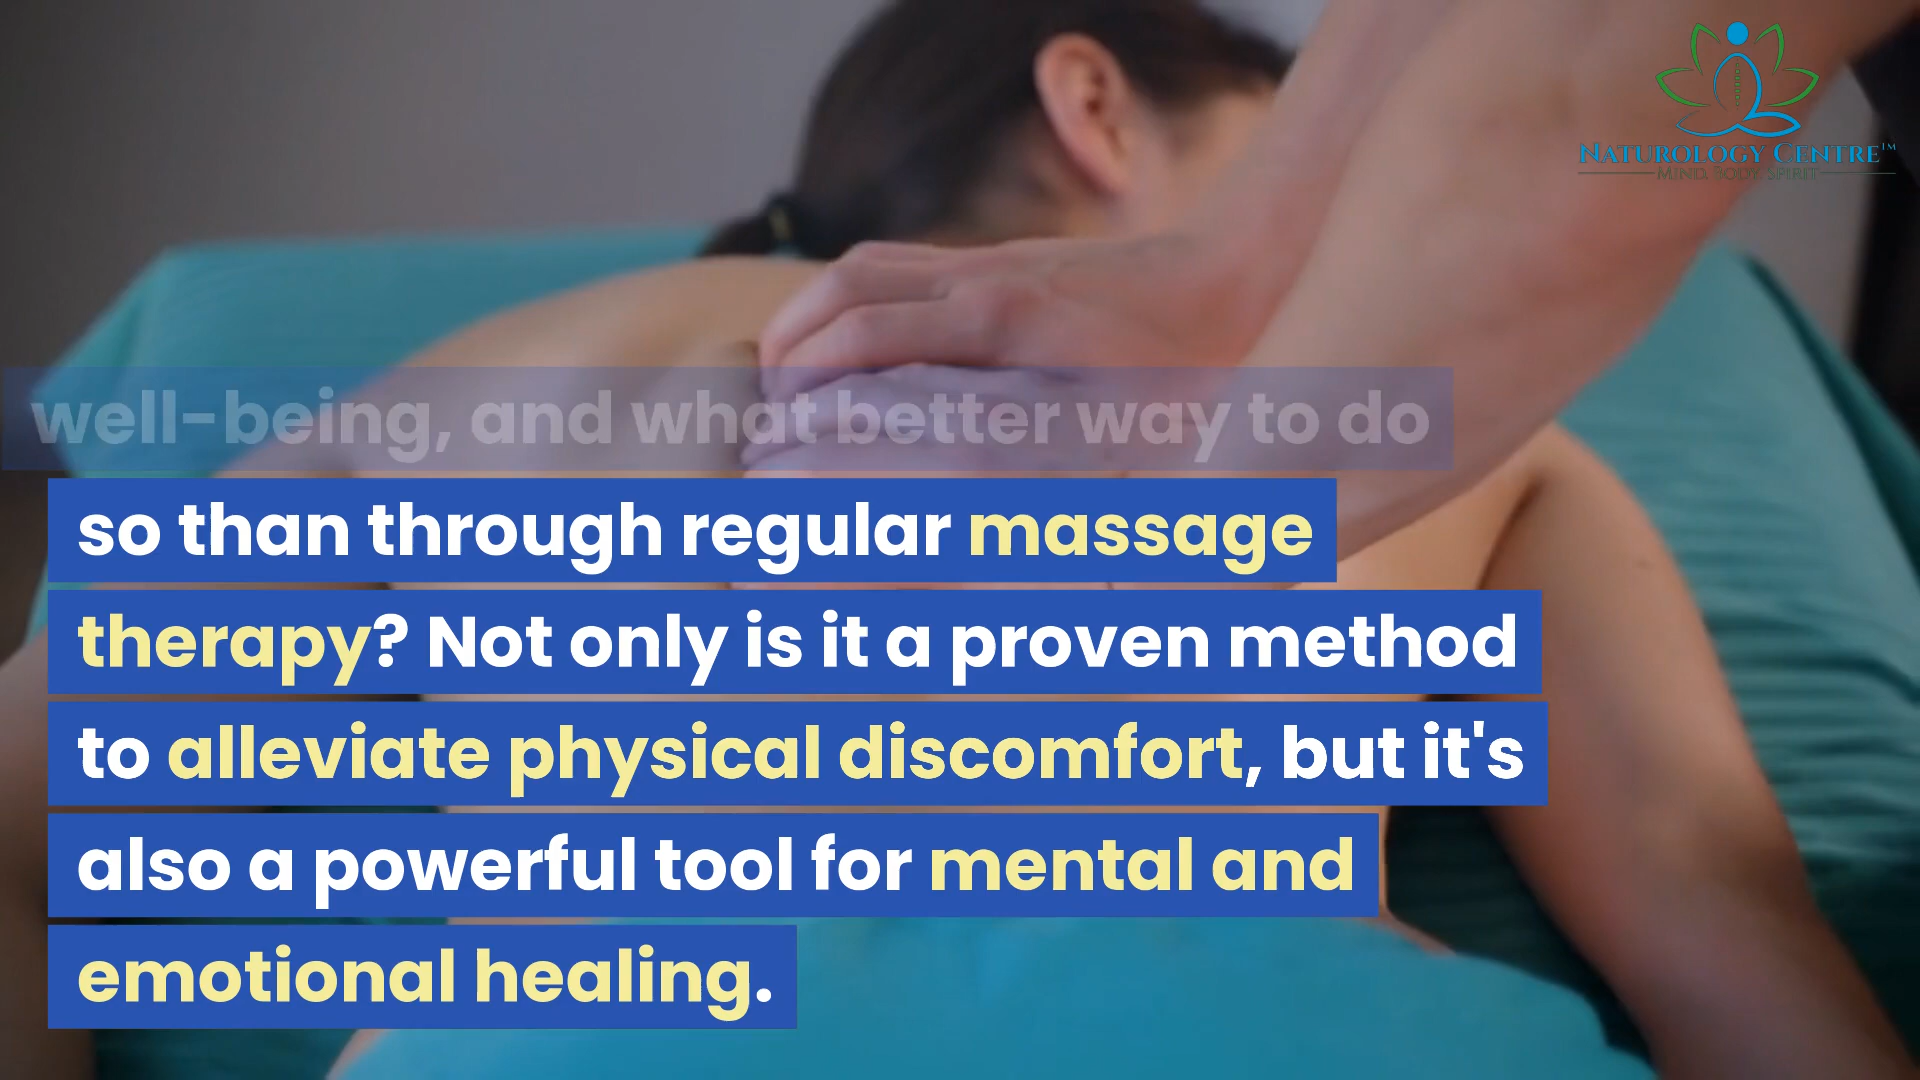 NATUROLOGY CENTRE™
MIND BODY SPIRIT
well-being, and what better way to do
so than through regular massage
therapy? Not only is it a proven method
to alleviate physical discomfort, but it's
also a powerful tool for mental and
emotional healing.